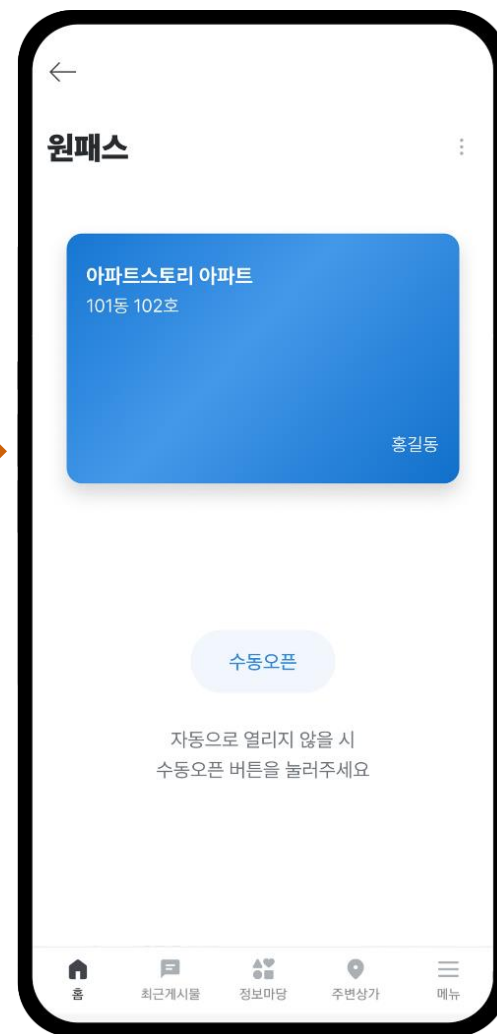 원패스
아파트스토리 아파트
101동 102호
홍길동
수동오픈
자동으로 열리지 않을 시
수동오픈 버튼을 눌러주세요
홈 최근게시물 정보마당 주변상가 메뉴